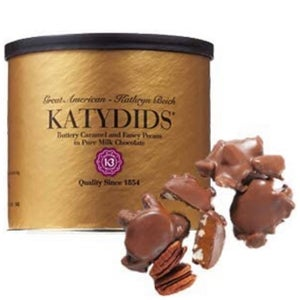 Great American - Kathryn Beich
KATYDIDS®
Buttery Caramel and Fancy Pecans
in Pure Milk Chocolate
Quality Since 1854